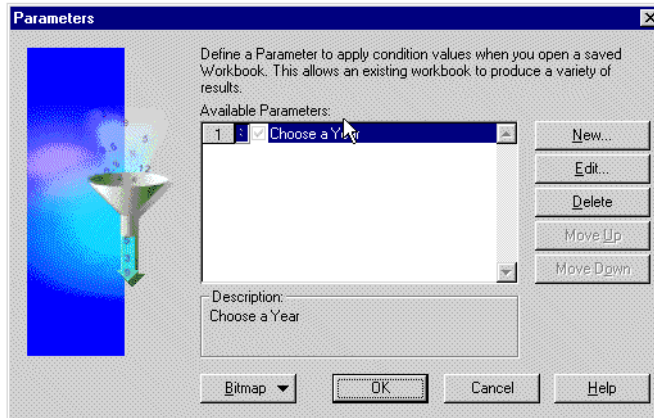 Parameters
Define a Parameter to apply condition values when you open a saved
Workbook. This allows an existing workbook to produce a variety of
results.
Available Parameters:
1 Choose a Year
New...
Edit...
Delete
Move Up
Move Down
Description:
Choose a Year
Bitmap
OK
Cancel
Help